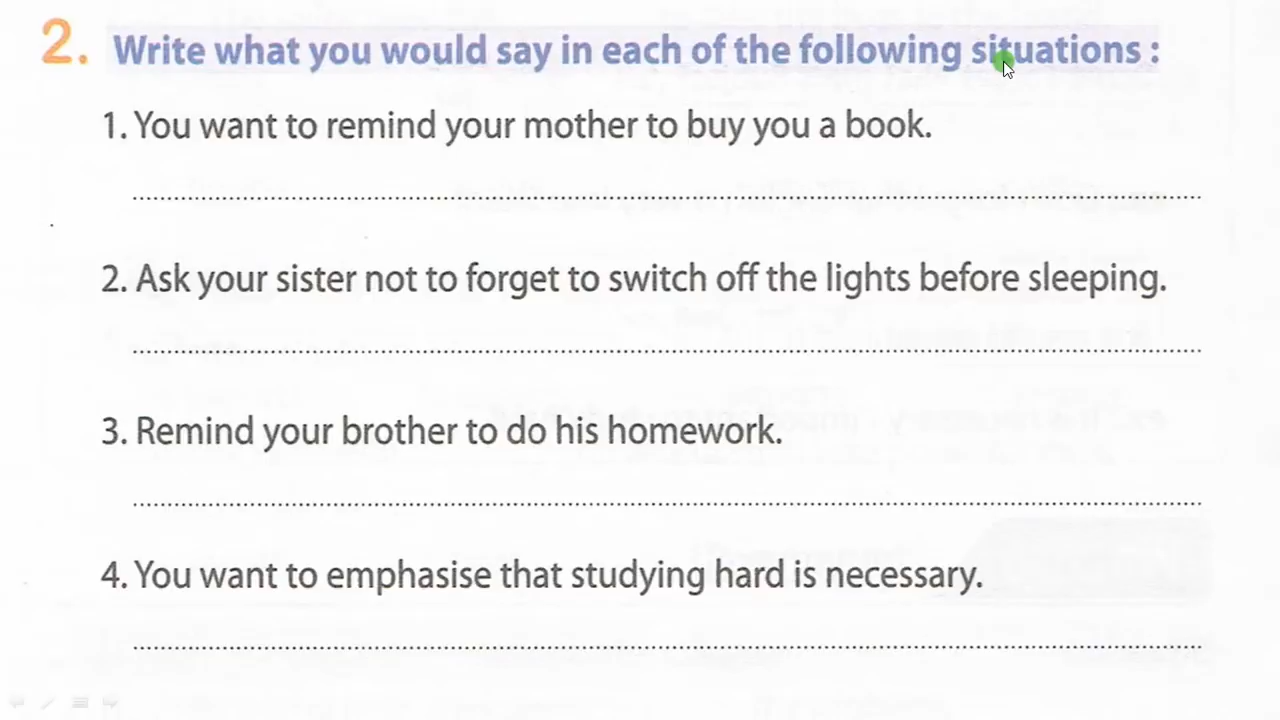 2. Write what you would say in each of the following situations :
1. You want to remind your mother to buy you a book.
2. Ask your sister not to forget to switch off the lights before sleeping.
3. Remind your brother to do his homework.
4. You want to emphasise that studying hard is necessary.